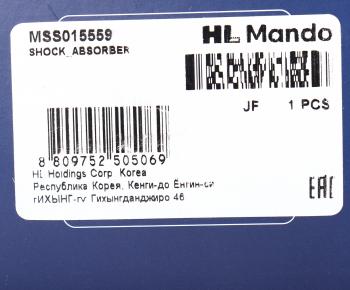 MSS015559
SHOCK_ABSORBER
HL Mando
JF 1 PCS
8 809752 505069
HL Holdings Corp Korea
Республика Корея, Кенги-до Енгин-си
гИХЫНГ-гу Гихынгданджиро 46
EAC